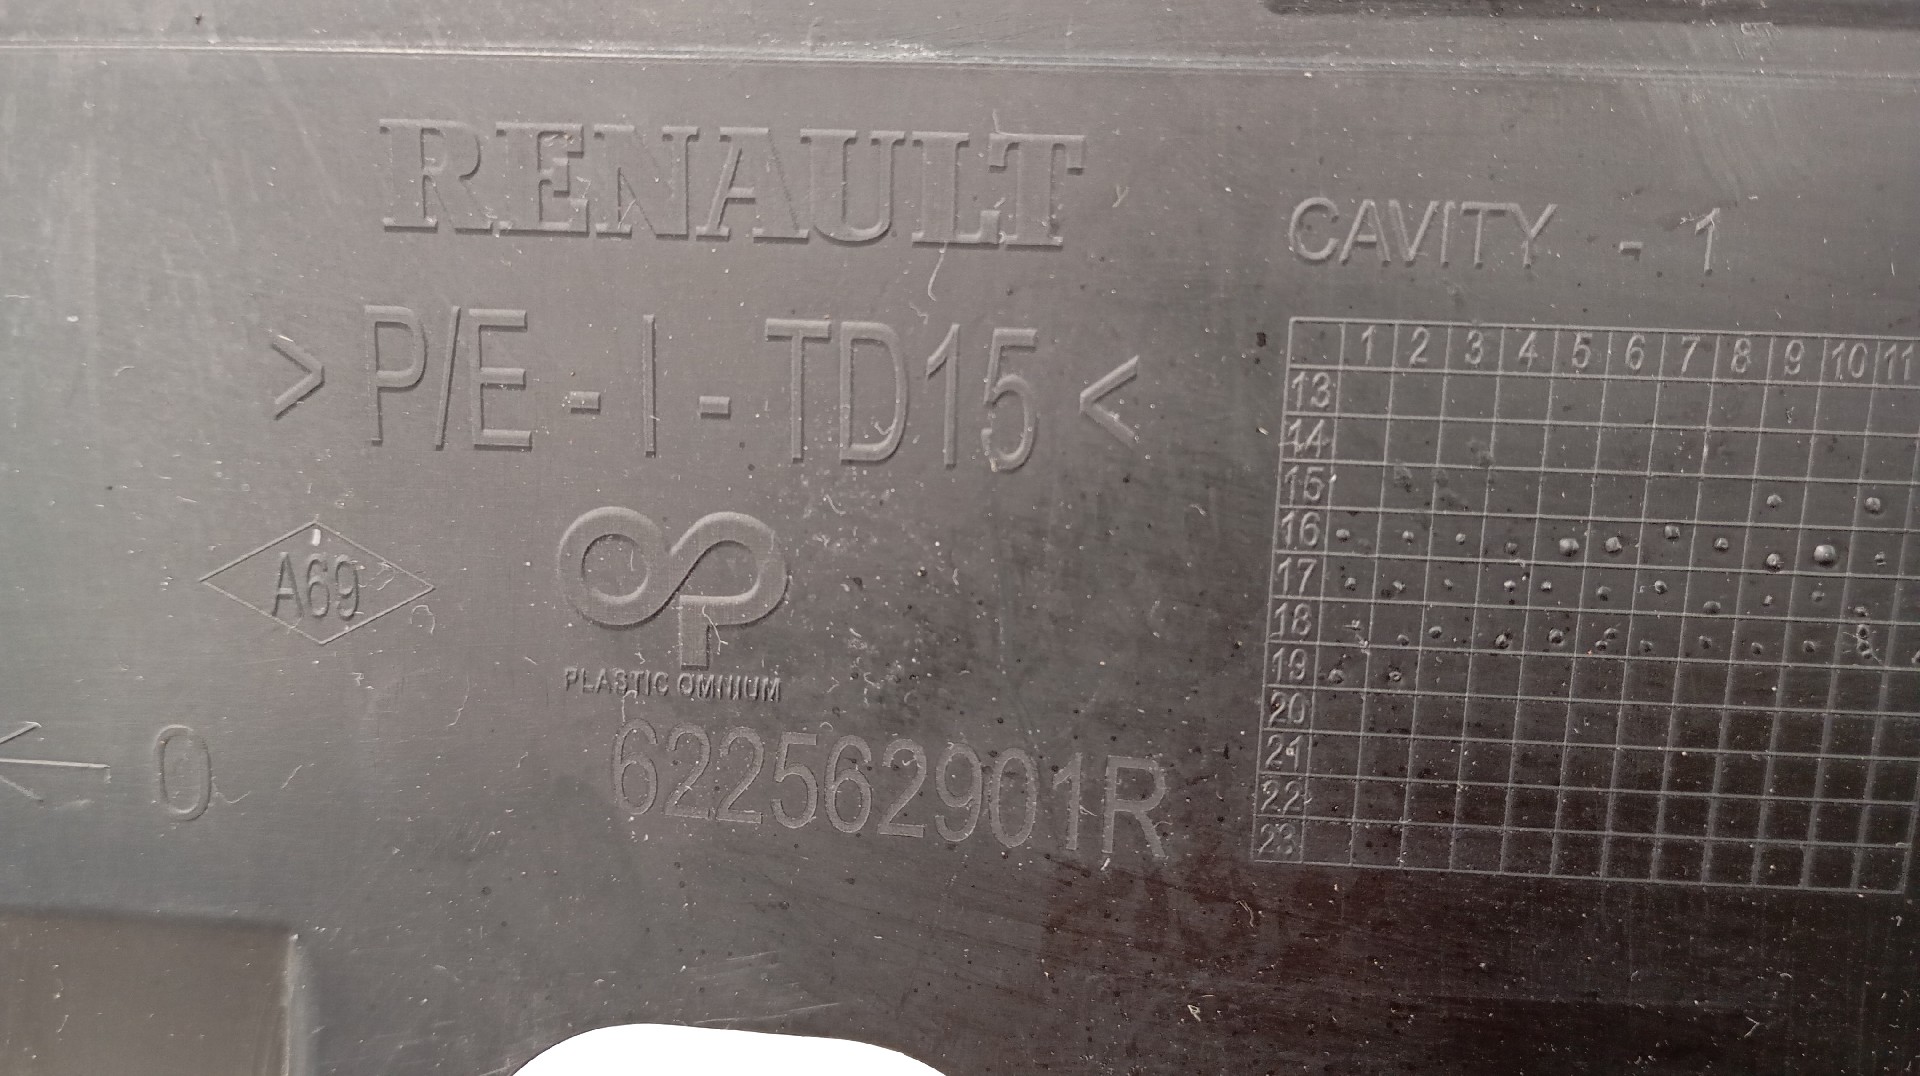 RENAULT
> P/E - I - TD15 <
A69
PLASTIC OMNIUM
O
622562901R
CAVITY - 1
1 2 3 4 5 6 7 8 9 10 11
13
14
15
16
17
18
19
20
21
22
23